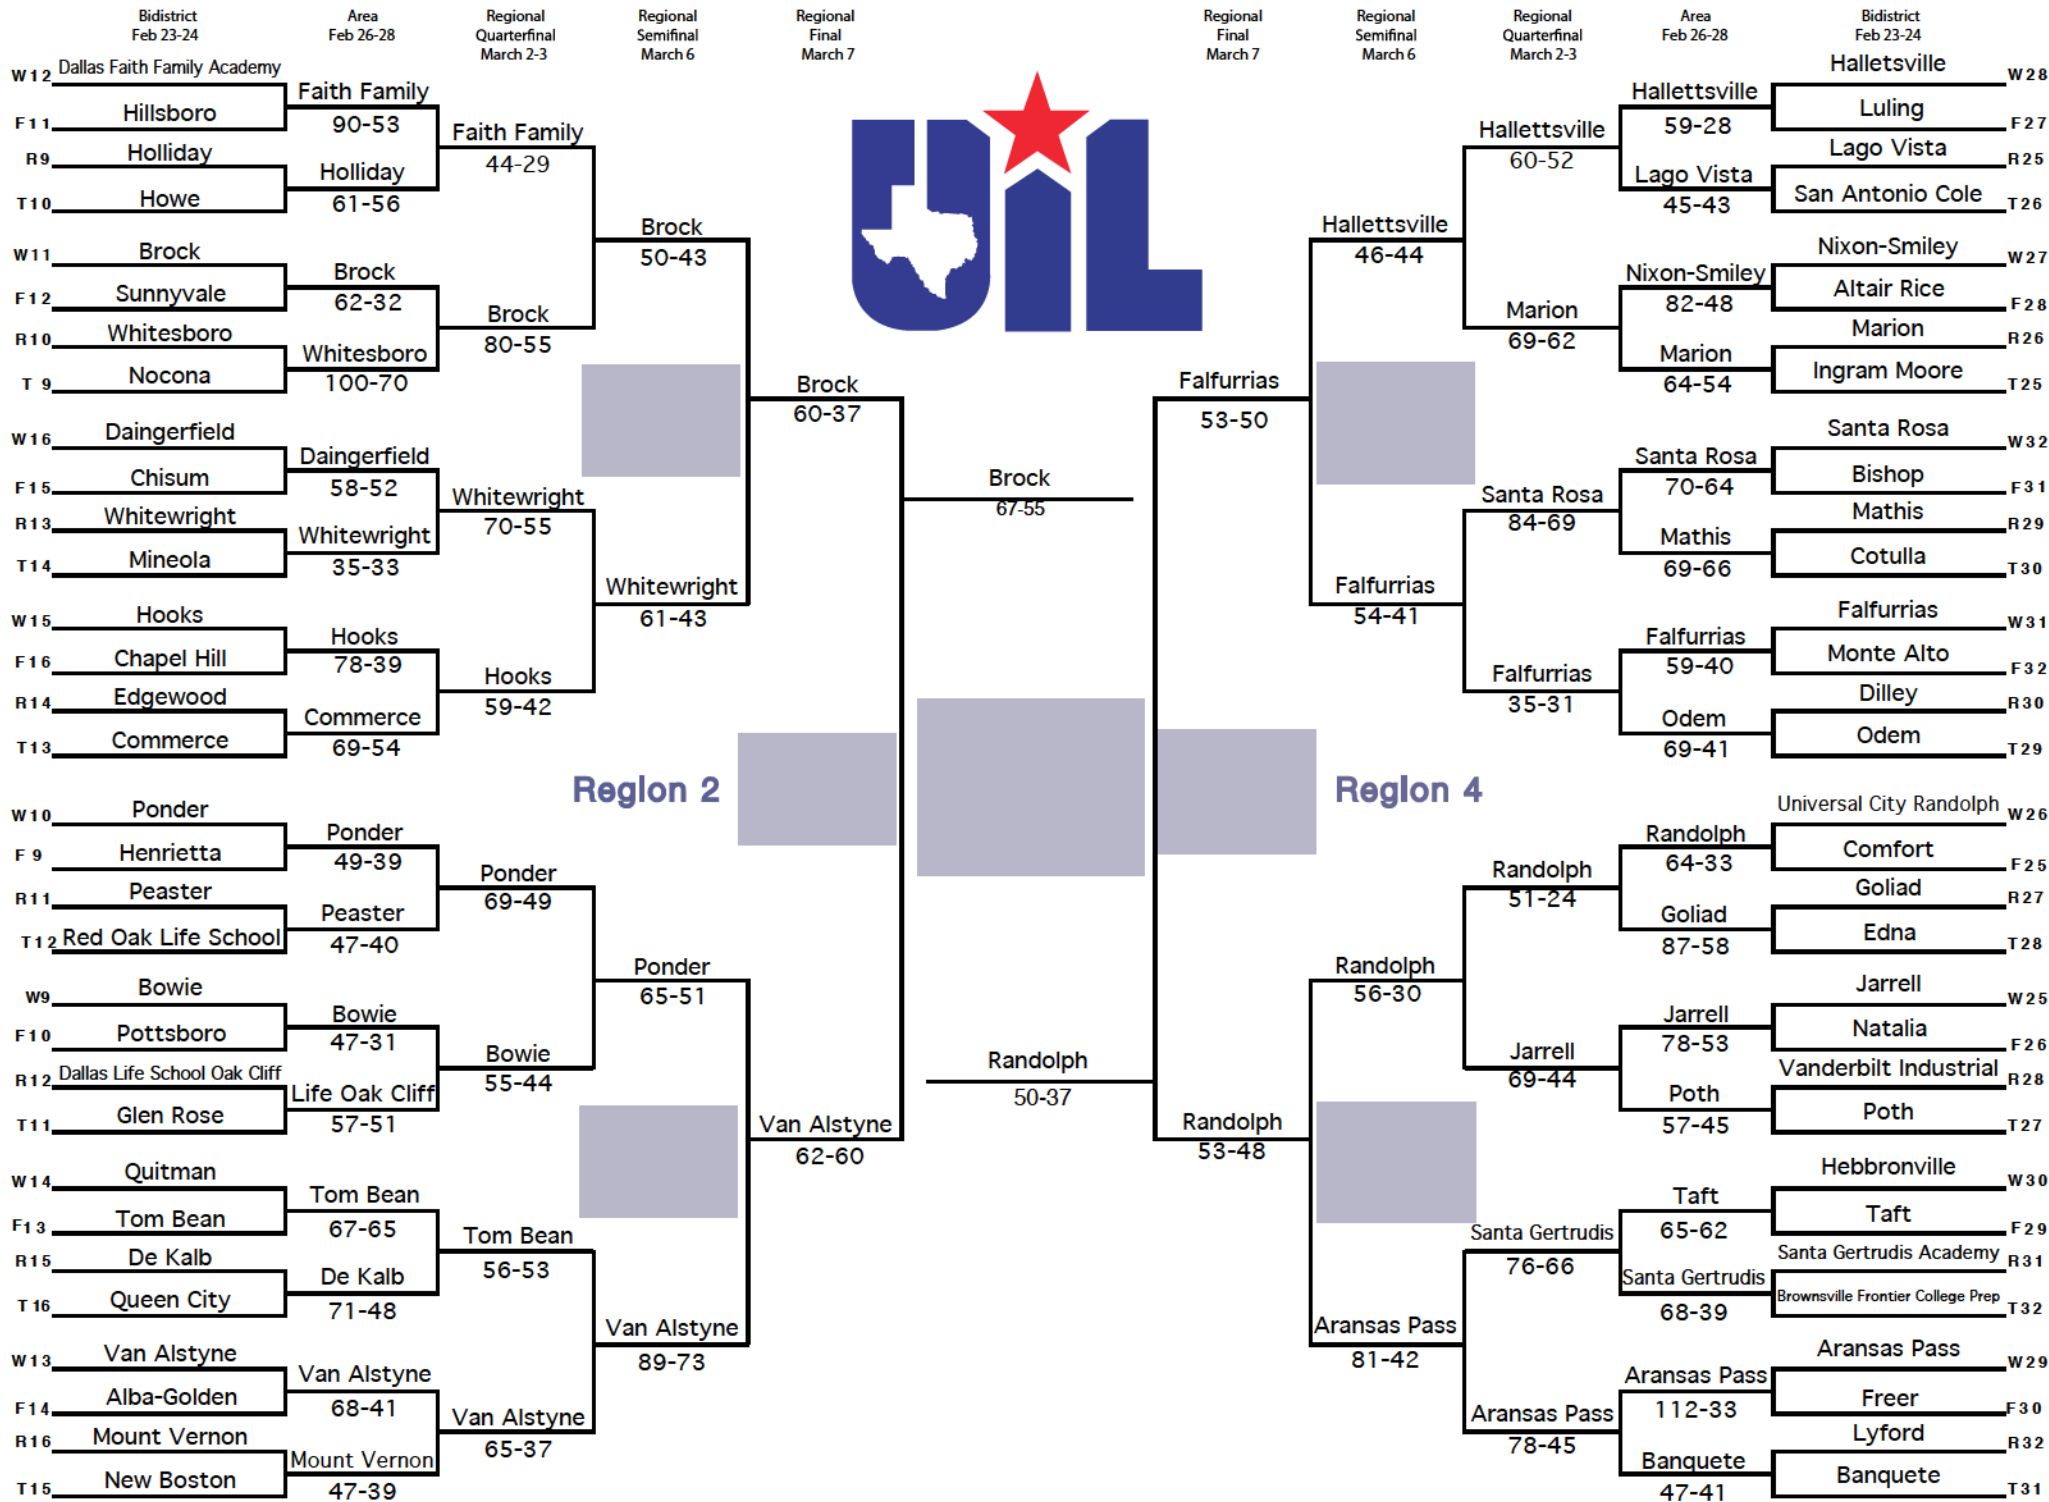 Bidistrict
Feb 23-24
Area
Feb 26-28
Regional
Quarterfinal
March 2-3
Regional
Semifinal
March 6
Regional
Final
March 7
Regional
Final
March 7
Regional
Semifinal
March 6
Regional
Quarterfinal
March 2-3
Area
Feb 26-28
Bidistrict
Feb 23-24
W12 Dallas Faith Family Academy
F11 Hillsboro
R9 Holliday
T10 Howe
W11 Brock
F12 Sunnyvale
R10 Whitesboro
T 9 Nocona
W16 Daingerfield
F15 Chisum
R13 Whitewright
T14 Mineola
W15 Hooks
F16 Chapel Hill
R14 Edgewood
T13 Commerce
W10 Ponder
F 9 Henrietta
R11 Peaster
T12 Red Oak Life School
W9 Bowie
F10 Pottsboro
R12 Dallas Life School Oak Cliff
T11 Glen Rose
W14 Quitman
F13 Tom Bean
R15 De Kalb
T16 Queen City
W13 Van Alstyne
F14 Alba-Golden
R16 Mount Vernon
T15 New Boston
Faith Family
90-53
Holliday
61-56
Brock
62-32
Whitesboro
100-70
Daingerfield
58-52
Whitewright
35-33
Hooks
78-39
Commerce
69-54
Ponder
49-39
Peaster
47-40
Bowie
47-31
Life Oak Cliff
57-51
Tom Bean
67-65
De Kalb
71-48
Van Alstyne
68-41
Mount Vernon
47-39
Faith Family
44-29
Brock
80-55
Whitewright
70-55
Hooks
59-42
Ponder
69-49
Bowie
55-44
Tom Bean
56-53
Van Alstyne
65-37
Brock
50-43
Whitewright
61-43
Region 2
Ponder
65-51
Van Alstyne
89-73
Brock
60-37
Van Alstyne
62-60
UIL
Brock
67-55
Randolph
50-37
Falfurrias
53-50
Randolph
53-48
Hallettsville
46-44
Falfurrias
54-41
Region 4
Randolph
56-30
Aransas Pass
81-42
Hallettsville
60-52
Marion
69-62
Santa Rosa
84-69
Falfurrias
35-31
Randolph
51-24
Jarrell
69-44
Santa Gertrudis
76-66
Aransas Pass
78-45
Hallettsville
59-28
Lago Vista
45-43
Nixon-Smiley
82-48
Marion
64-54
Santa Rosa
70-64
Mathis
69-66
Falfurrias
59-40
Odem
69-41
Randolph
64-33
Goliad
87-58
Jarrell
78-53
Poth
57-45
Taft
65-62
Santa Gertrudis
68-39
Aransas Pass
112-33
Banquete
47-41
Halletsville W28
Luling F27
Lago Vista R25
San Antonio Cole T26
Nixon-Smiley W27
Altair Rice F28
Marion R26
Ingram Moore T25
Santa Rosa W32
Bishop F31
Mathis R29
Cotulla T30
Falfurrias W31
Monte Alto F32
Dilley R30
Odem T29
Universal City Randolph W26
Comfort F25
Goliad R27
Edna T28
Jarrell W25
Natalia F26
Vanderbilt Industrial R28
Poth T27
Hebbronville W30
Taft F29
Santa Gertrudis Academy R31
Brownsville Frontier College Prep T32
Aransas Pass W29
Freer F30
Lyford R32
Banquete T31